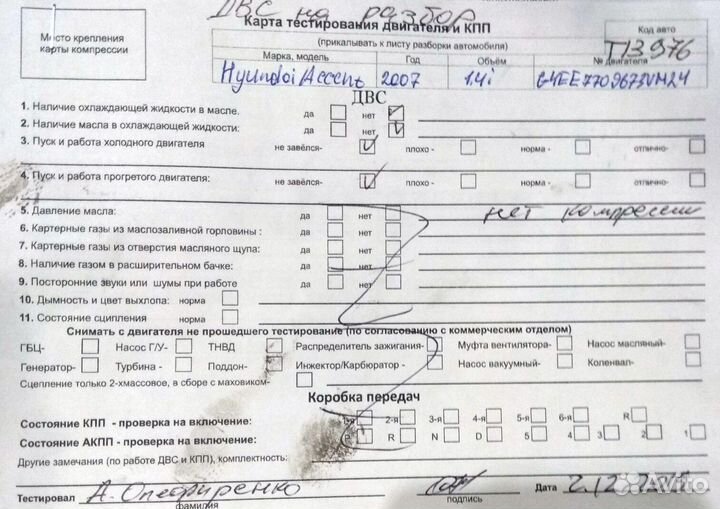 ДВС на разбор
Место крепления карты компрессии
Карта тестирования двигателя и КПП
(прикалывать к листу разборки автомобиля)
Код авто
T13976
Марка, модель Год Объём № двигателя
Hyundai Accent 2007 1.4i
ДВС
1. Наличие охлаждающей жидкости в масле. да нет
2. Наличие масла в охлаждающей жидкости: да нет
3. Пуск и работа холодного двигателя не завёлся- плохо - норма - отлично-
4. Пуск и работа прогретого двигателя: не завёлся- плохо - норма - отлично-
5. Давление масла: да нет нет компрессии
6. Картерные газы из маслозаливной горловины : да нет
7. Картерные газы из отверстия масляного щупа: да нет
8. Наличие газом в расширительном бачке: да нет
9. Посторонние звуки или шумы при работе да нет
10. Дымность и цвет выхлопа: норма
11. Состояние сцепления норма
Снимать с двигателя не прошедшего тестирование (по согласованию с коммерческим отделом)
ГБЦ- Насос Г/У- ТНВД Распределитель зажигания- Муфта вентилятора- Насос масляный-
Генератор- Турбина - Поддон- Инжектор/Карбюратор - Насос вакуумный- Коленвал-
Сцепление только 2-хмассовое, в сборе с маховиком-
Коробка передач
Состояние КПП - проверка на включение: 1-я 2-я 3-я 4-я 5-я 6-я R
Состояние АКПП - проверка на включение: P R N D 5 4 3 2 1
Другие замечания (по работе ДВС и КПП), комплектность:
Тестировал Дата 2.12
фамилия подпись
Avito